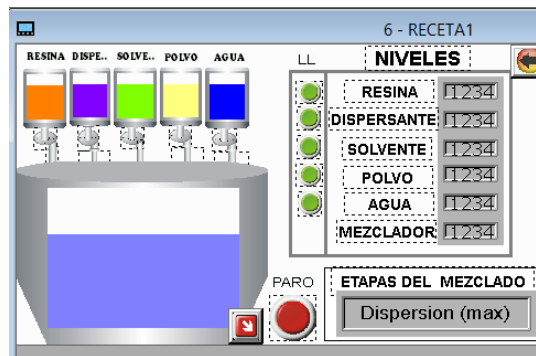 6 - RECETA1
RESINA DISPE.. SOLVE.. POLVO AGUA
LL NIVELES
RESINA 1234
DISPERSANTE 1234
SOLVENTE 1234
POLVO 1234
AGUA 1234
MEZCLADOR 1234
PARO ETAPAS DEL MEZCLADO
Dispersion (max)